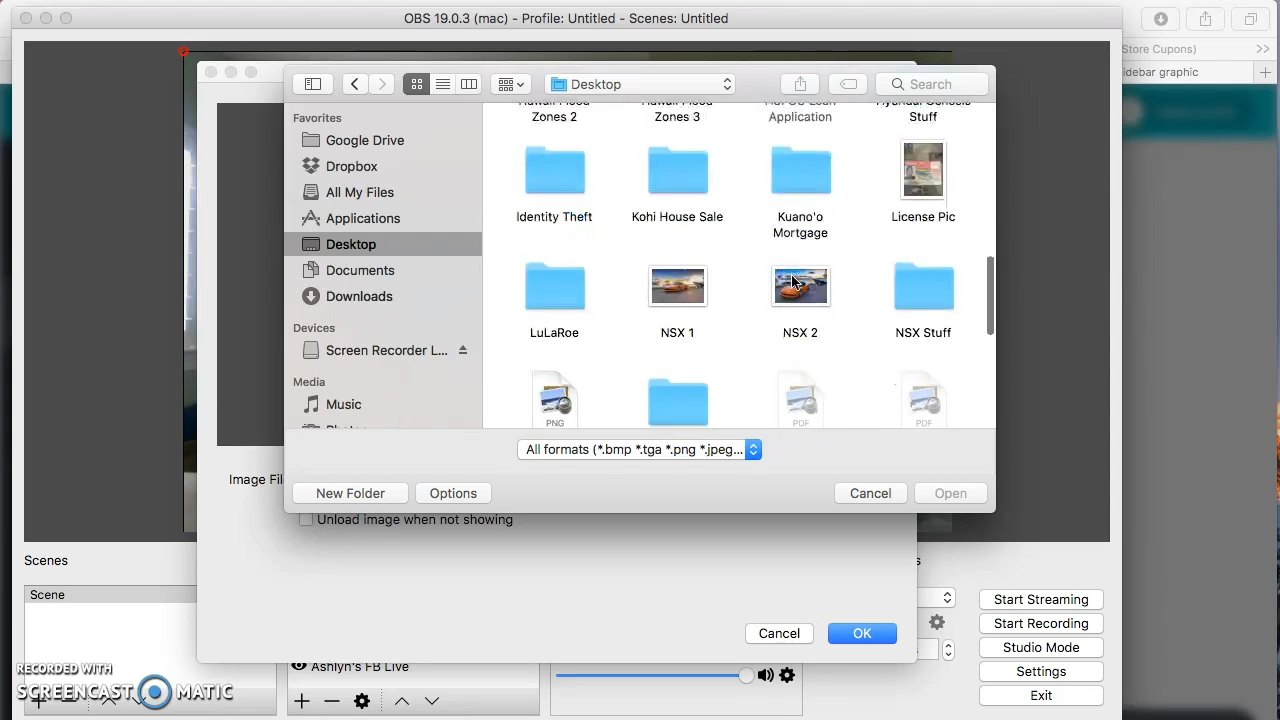 OBS 19.0.3 (mac) - Profile: Untitled - Scenes: Untitled
Store Cupons)
idebar graphic
Desktop
Search
Favorites
Google Drive
Dropbox
All My Files
Applications
Desktop
Documents
Downloads
Devices
Screen Recorder L...
Media
Music
Zones 2
Zones 3
Application
Stuff
Identity Theft
Kohi House Sale
Kuano'o
Mortgage
License Pic
LuLaRoe
NSX 1
NSX 2
NSX Stuff
PNG
PDF
PDF
All formats (*.bmp *.tga *.png *.jpeg...
New Folder
Options
Cancel
Open
Image Fil
Unload image when not showing
Cancel
OK
Scenes
Scene
Ashlyn's FB Live
Start Streaming
Start Recording
Studio Mode
Settings
Exit
RECORDED WITH
SCREENCAST MATIC